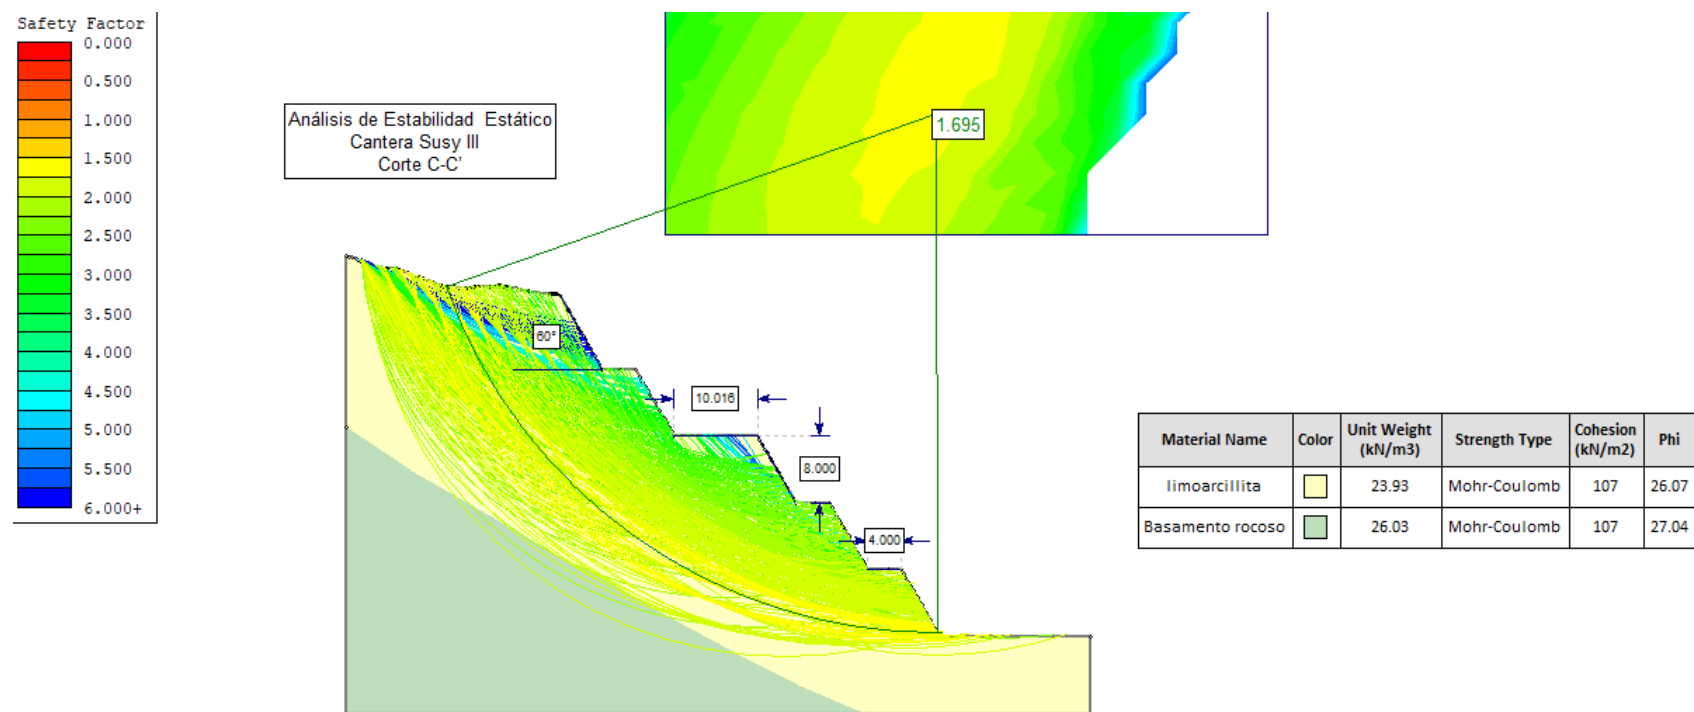 Safety Factor
0.000
0.500
1.000
1.500
2.000
2.500
3.000
3.500
4.000
4.500
5.000
5.500
6.000+
Análisis de Estabilidad Estático
Cantera Susy III
Corte C-C'
1.695
60°
10.016
8.000
4.000
Material Name Color Unit Weight (kN/m3) Strength Type Cohesion (kN/m2) Phi
limoarcillita 23.93 Mohr-Coulomb 107 26.07
Basamento rocoso 26.03 Mohr-Coulomb 107 27.04